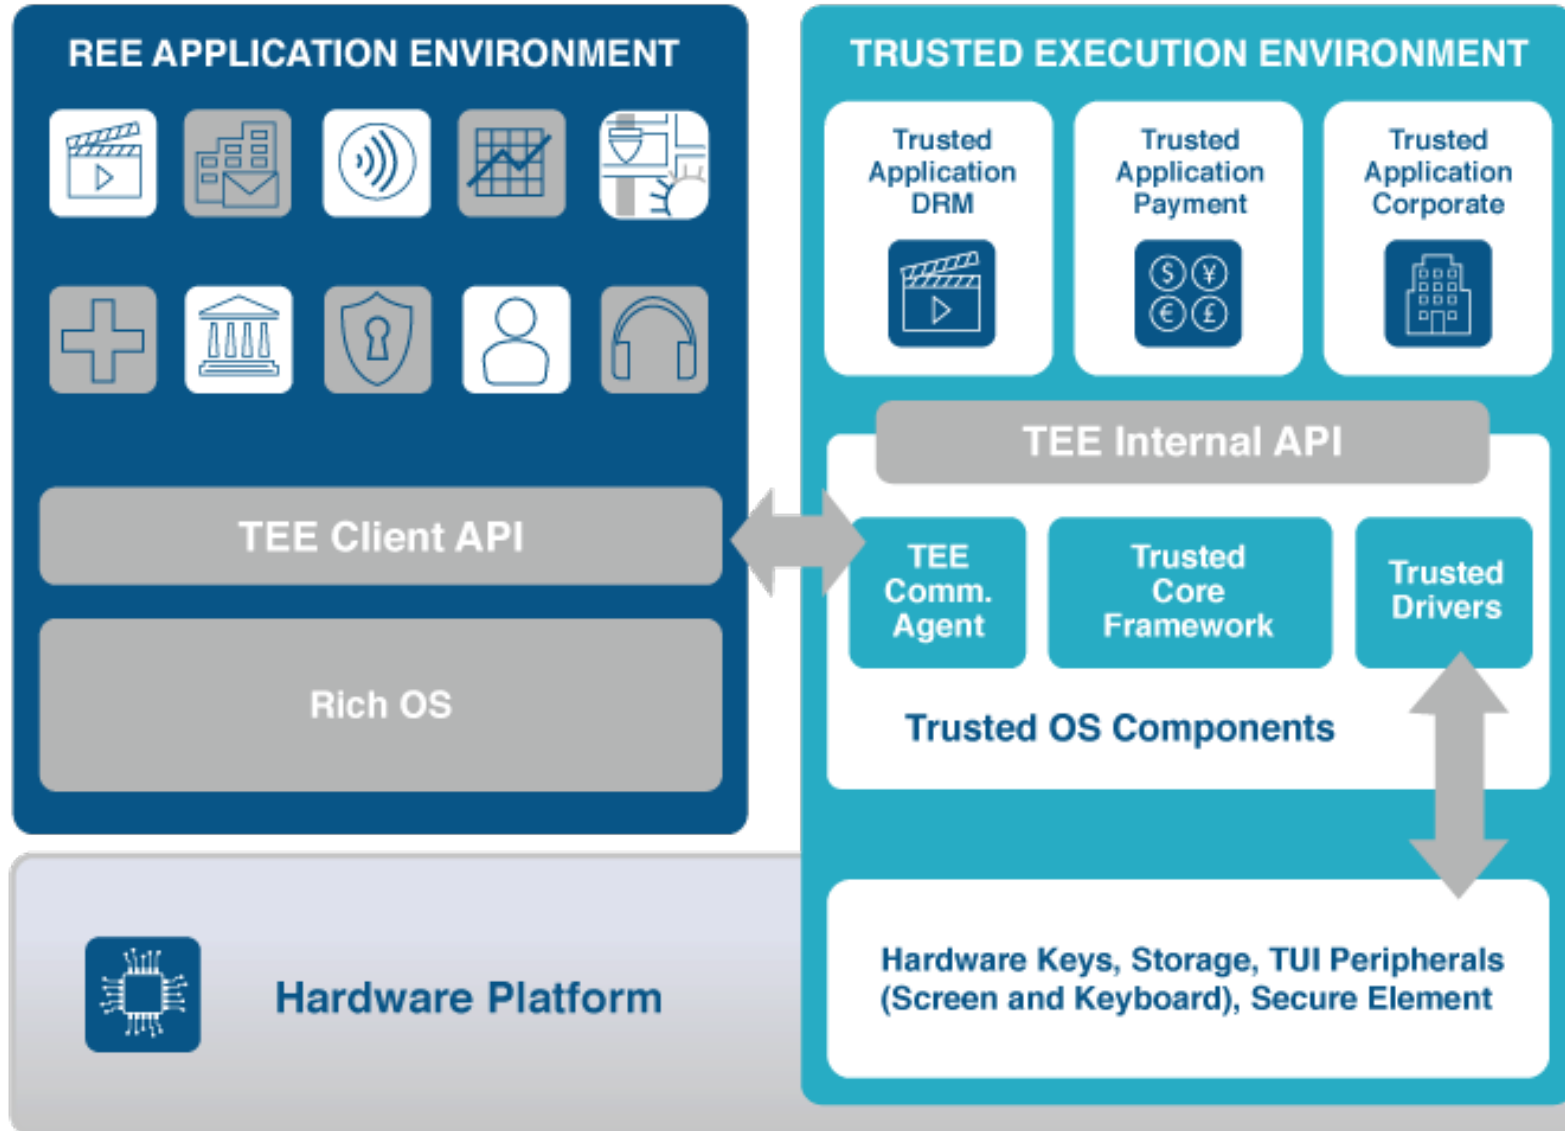 REE APPLICATION ENVIRONMENT
TEE Client API
Rich OS
Hardware Platform
TRUSTED EXECUTION ENVIRONMENT
Trusted
Application
DRM
Trusted
Application
Payment
$ ¥
€ £
Trusted
Application
Corporate
TEE Internal API
TEE
Comm.
Agent
Trusted
Core
Framework
Trusted
Drivers
Trusted OS Components
Hardware Keys, Storage, TUI Peripherals
(Screen and Keyboard), Secure Element